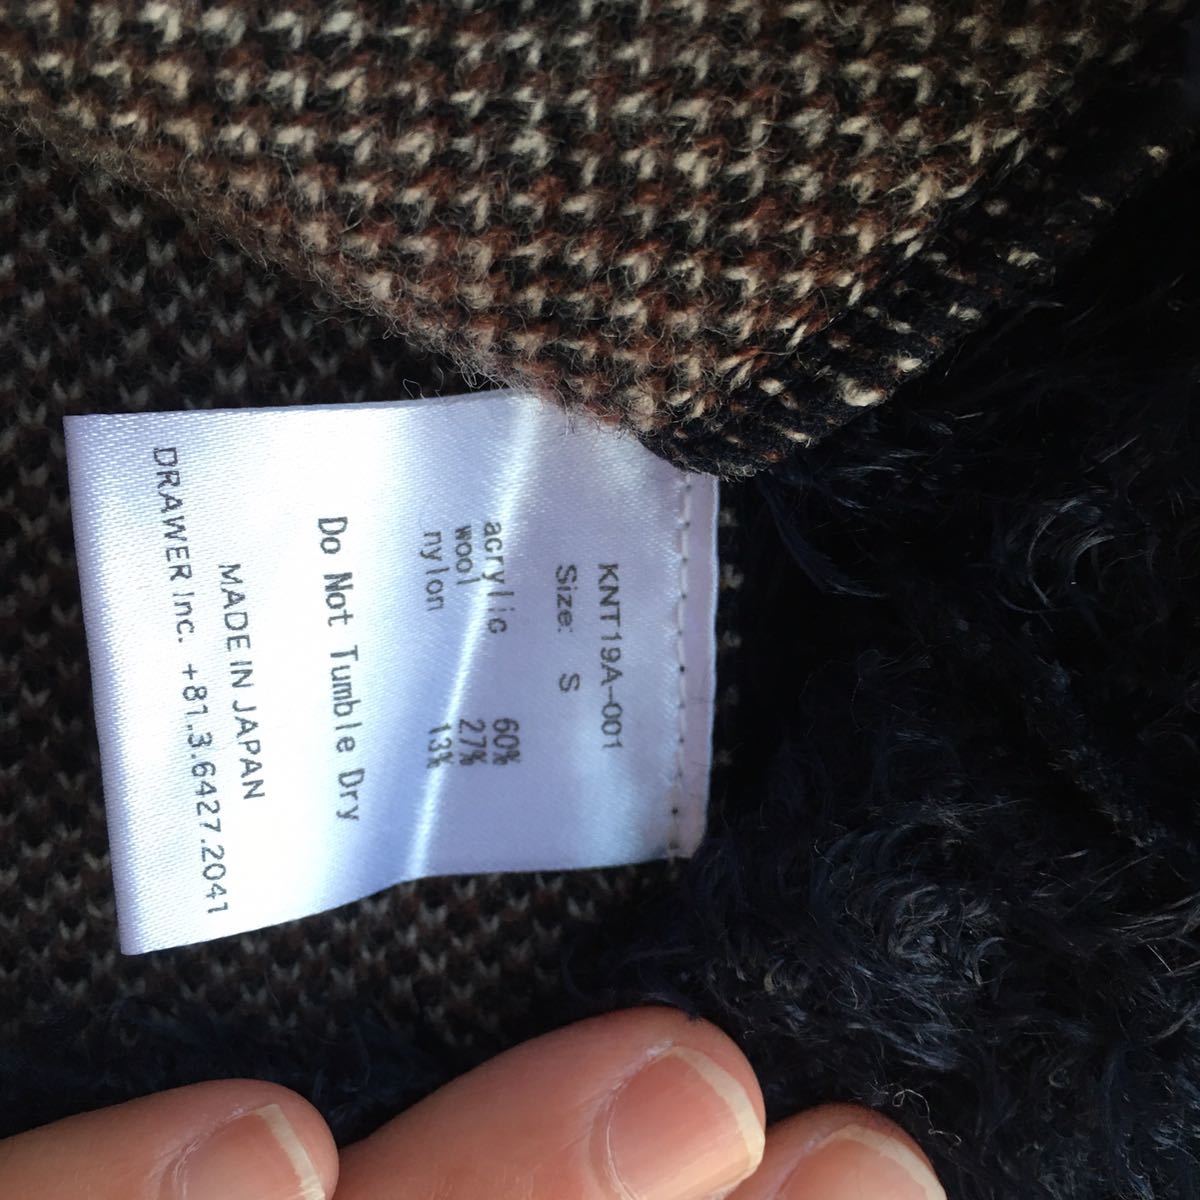 KNT19A-001
Size: S
acrylic 60%
wool 27%
nylon 13%
Do Not Tumble Dry
MADE IN JAPAN
DRAWER Inc. +81.3.6427.2041